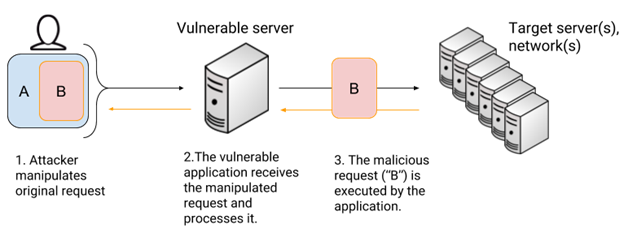 Vulnerable server
Target server(s),
network(s)
A
B
B
1. Attacker
manipulates
original request
2.The vulnerable
application receives
the manipulated
request and
processes it.
3. The malicious
request ("B") is
executed by the
application.